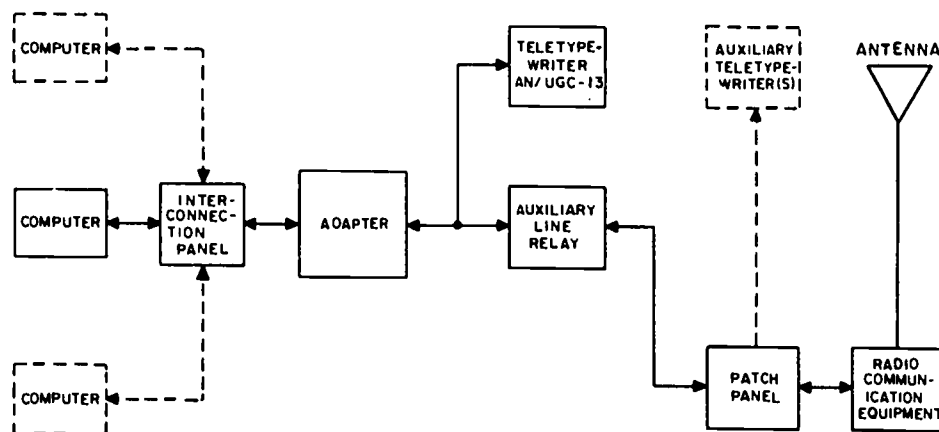 COMPUTER
TELETYPE-
WRITER
AN/UGC-13
AUXILIARY
TELETYPE-
WRITER(S)
ANTENNA
COMPUTER
INTER-
CONNEC-
TION
PANEL
ADAPTER
AUXILIARY
LINE
RELAY
COMPUTER
PATCH
PANEL
RADIO
COMMUN-
ICATION
EQUIPMENT